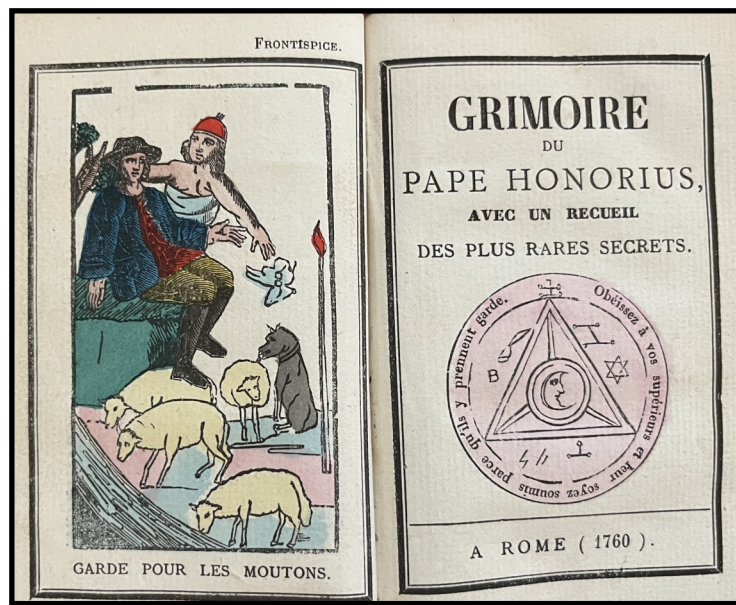 FRONTISPICE.
GARDE POUR LES MOUTONS.
GRIMOIRE
DU
PAPE HONORIUS,
AVEC UN RECUEIL
DES PLUS RARES SECRETS.
Obéissez à vos supérieurs et leur soyez soumis parce qu'ils y prennent garde.
B
A ROME ( 1760 ).